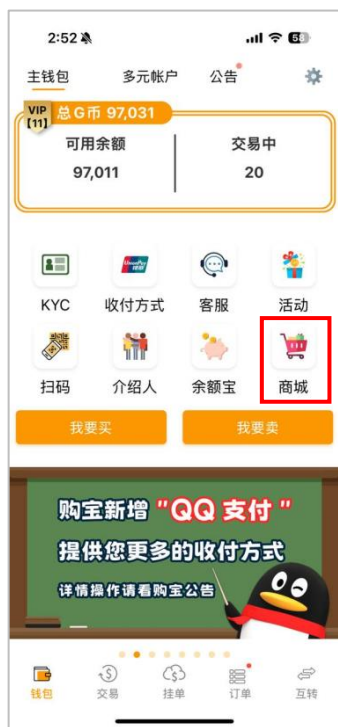 2:52
58
主钱包 多元帐户 公告
VIP
【11】
总G币 97,031
可用余额 交易中
97,011 20
UnionPay
银联
KYC 收付方式 客服 活动
扫码 介绍人 余额宝 商城
我要买 我要卖
购宝新增 "QQ 支付"
提供您更多的收付方式
详情操作请看购宝公告
钱包 交易 挂单 订单 互转